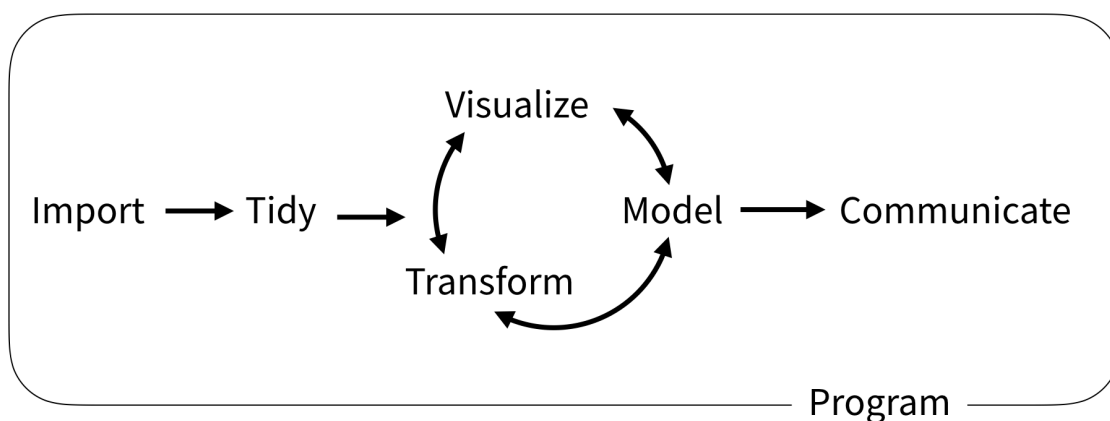 Visualize
Import
Tidy
Model
Communicate
Transform
Program